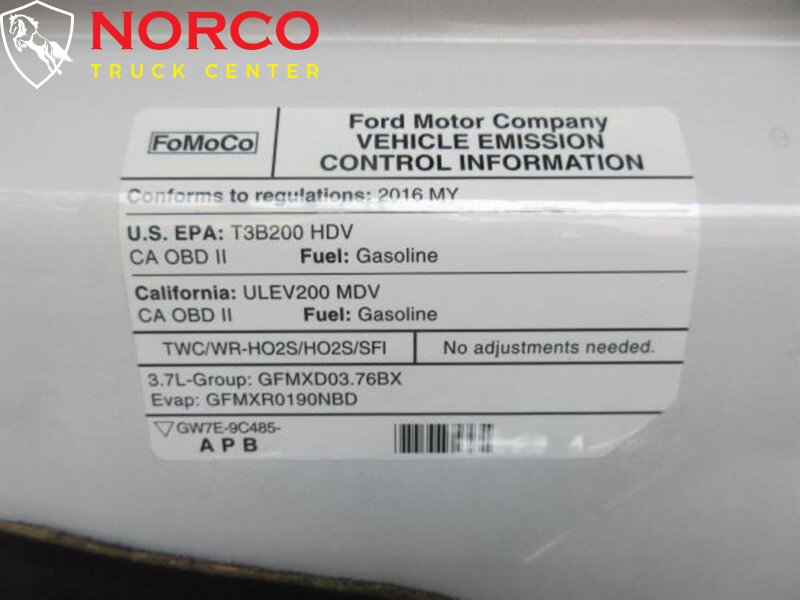 NORCO
TRUCK CENTER
FoMoCo
Ford Motor Company
VEHICLE EMISSION
CONTROL INFORMATION
Conforms to regulations: 2016 MY
U.S. EPA: T3B200 HDV
CA OBD II Fuel: Gasoline
California: ULEV200 MDV
CA OBD II Fuel: Gasoline
TWC/WR-HO2S/HO2S/SFI No adjustments needed.
3.7L-Group: GFMXD03.76BX
Evap: GFMXR0190NBD
GW7E-9C485-
A P B